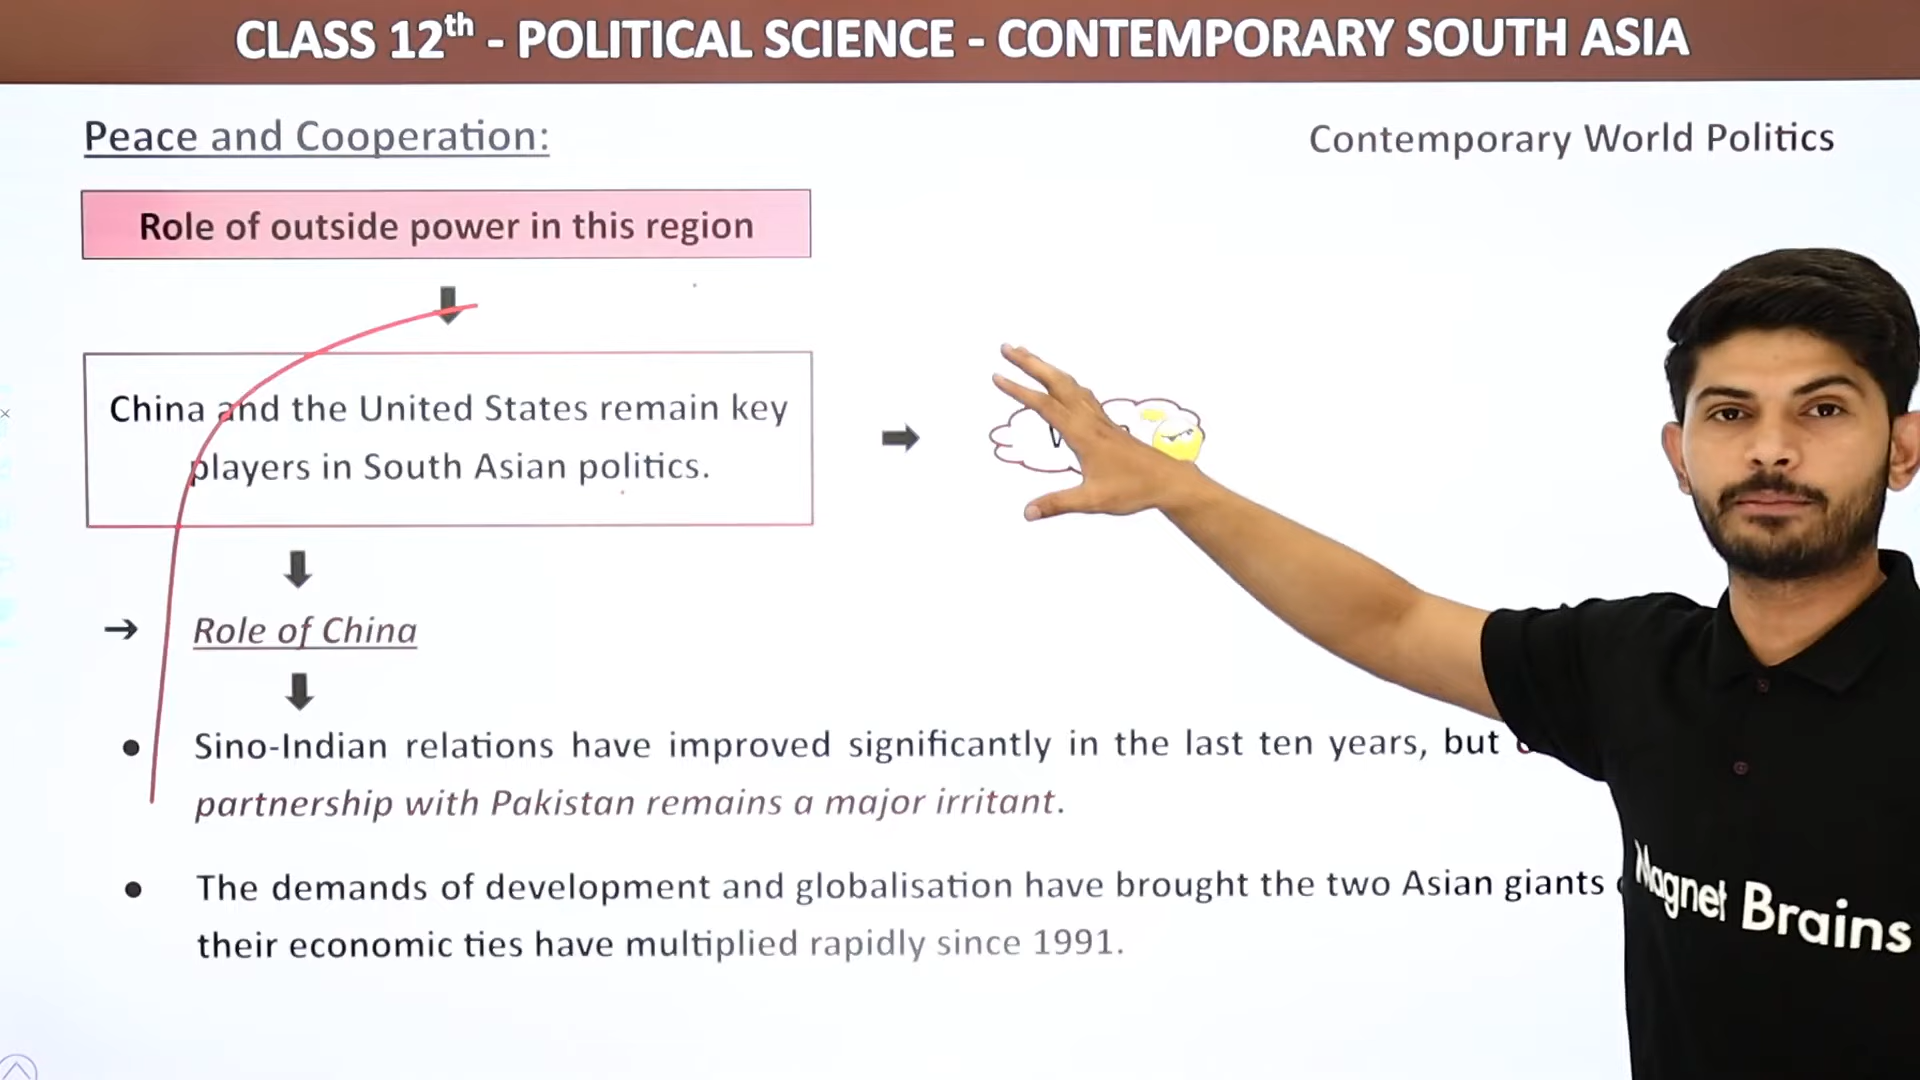 CLASS 12th - POLITICAL SCIENCE - CONTEMPORARY SOUTH ASIA
Peace and Cooperation:
Contemporary World Politics
Role of outside power in this region
China and the United States remain key
players in South Asian politics.
→ Role of China
● Sino-Indian relations have improved significantly in the last ten years, but
partnership with Pakistan remains a major irritant.
● The demands of development and globalisation have brought the two Asian giants
their economic ties have multiplied rapidly since 1991.
Magnet Brains